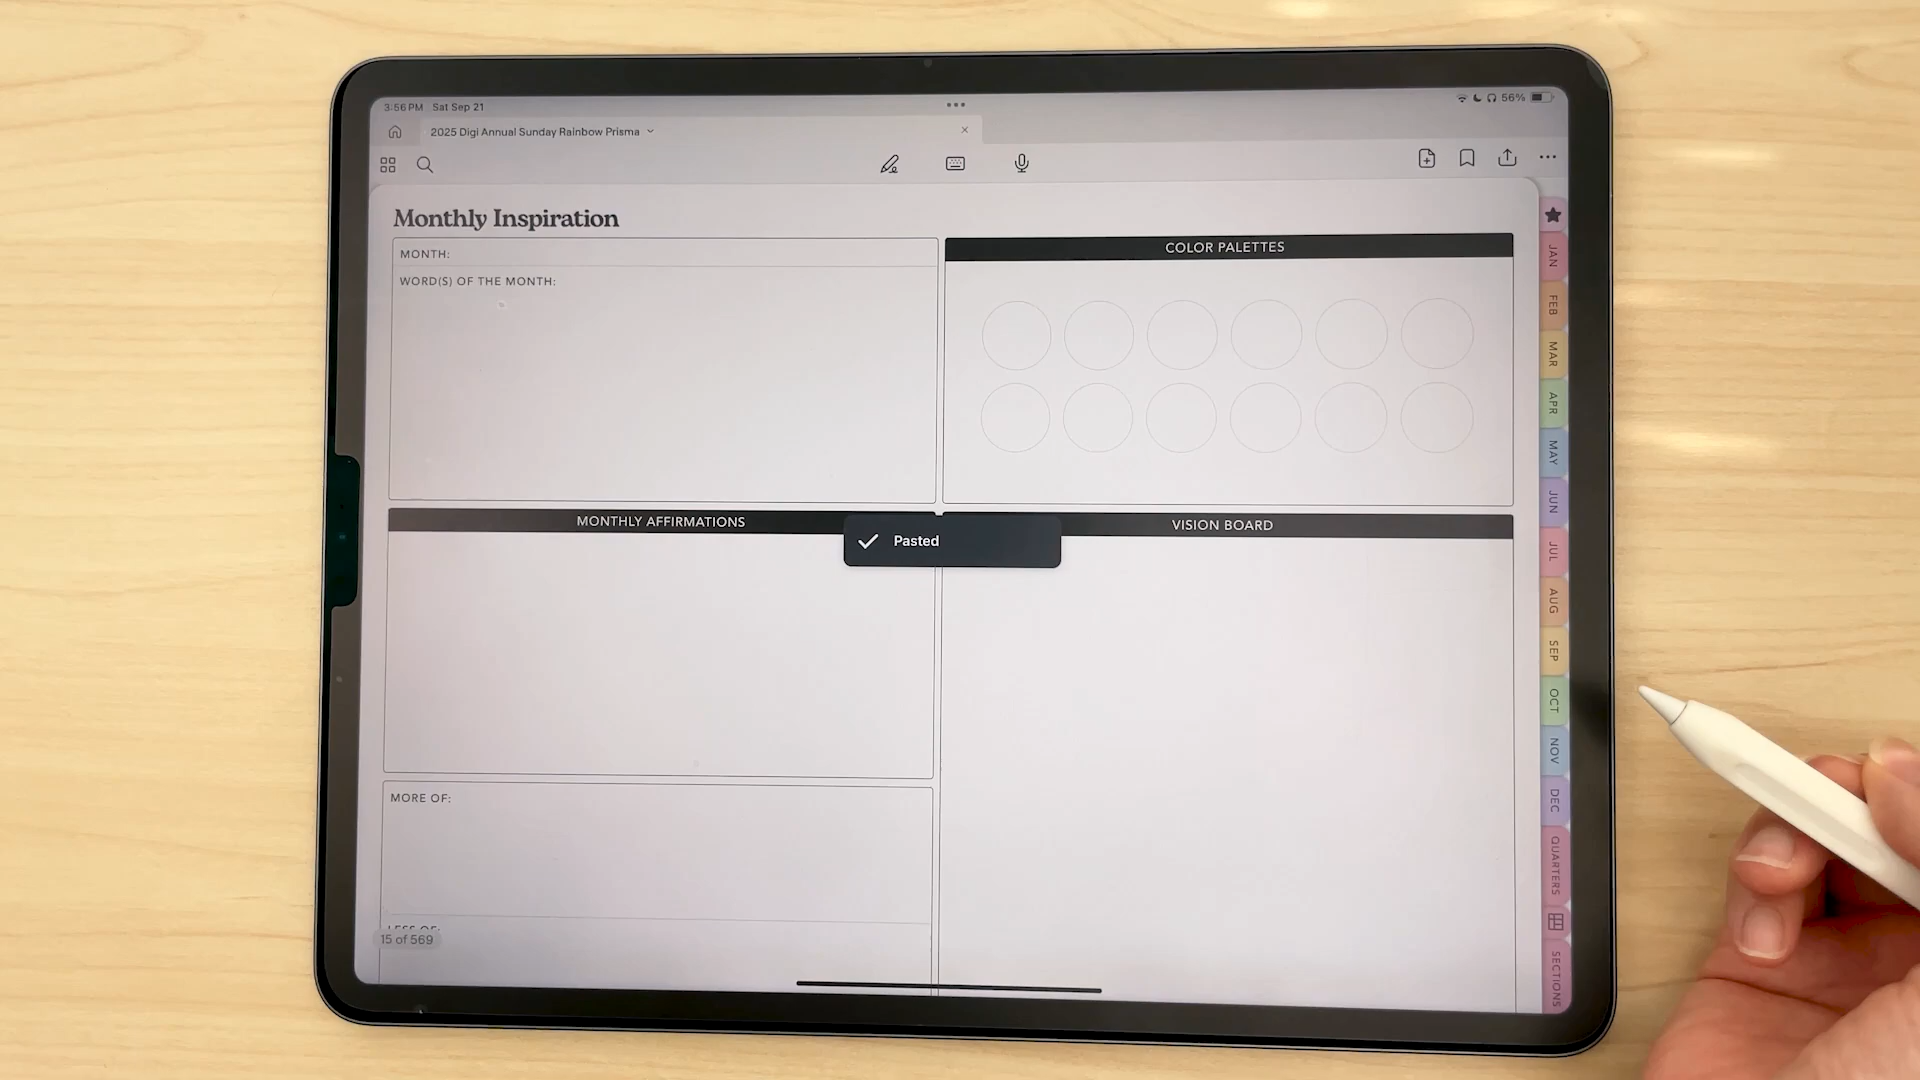 3:56 PM Sat Sep 21
56%
2025 Digi Annual Sunday Rainbow Prisma
Monthly Inspiration
MONTH:
WORD(S) OF THE MONTH:
COLOR PALETTES
MONTHLY AFFIRMATIONS
VISION BOARD
Pasted
MORE OF:
LESS OF:
15 of 569
JAN
FEB
MAR
APR
MAY
JUN
JUL
AUG
SEP
OCT
NOV
DEC
QUARTERS
SECTIONS